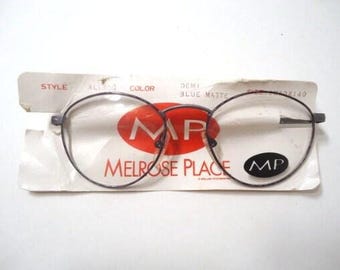 STYLE COLOR DEMI
BLUE MATTE
MP
MELROSE PLACE
MP